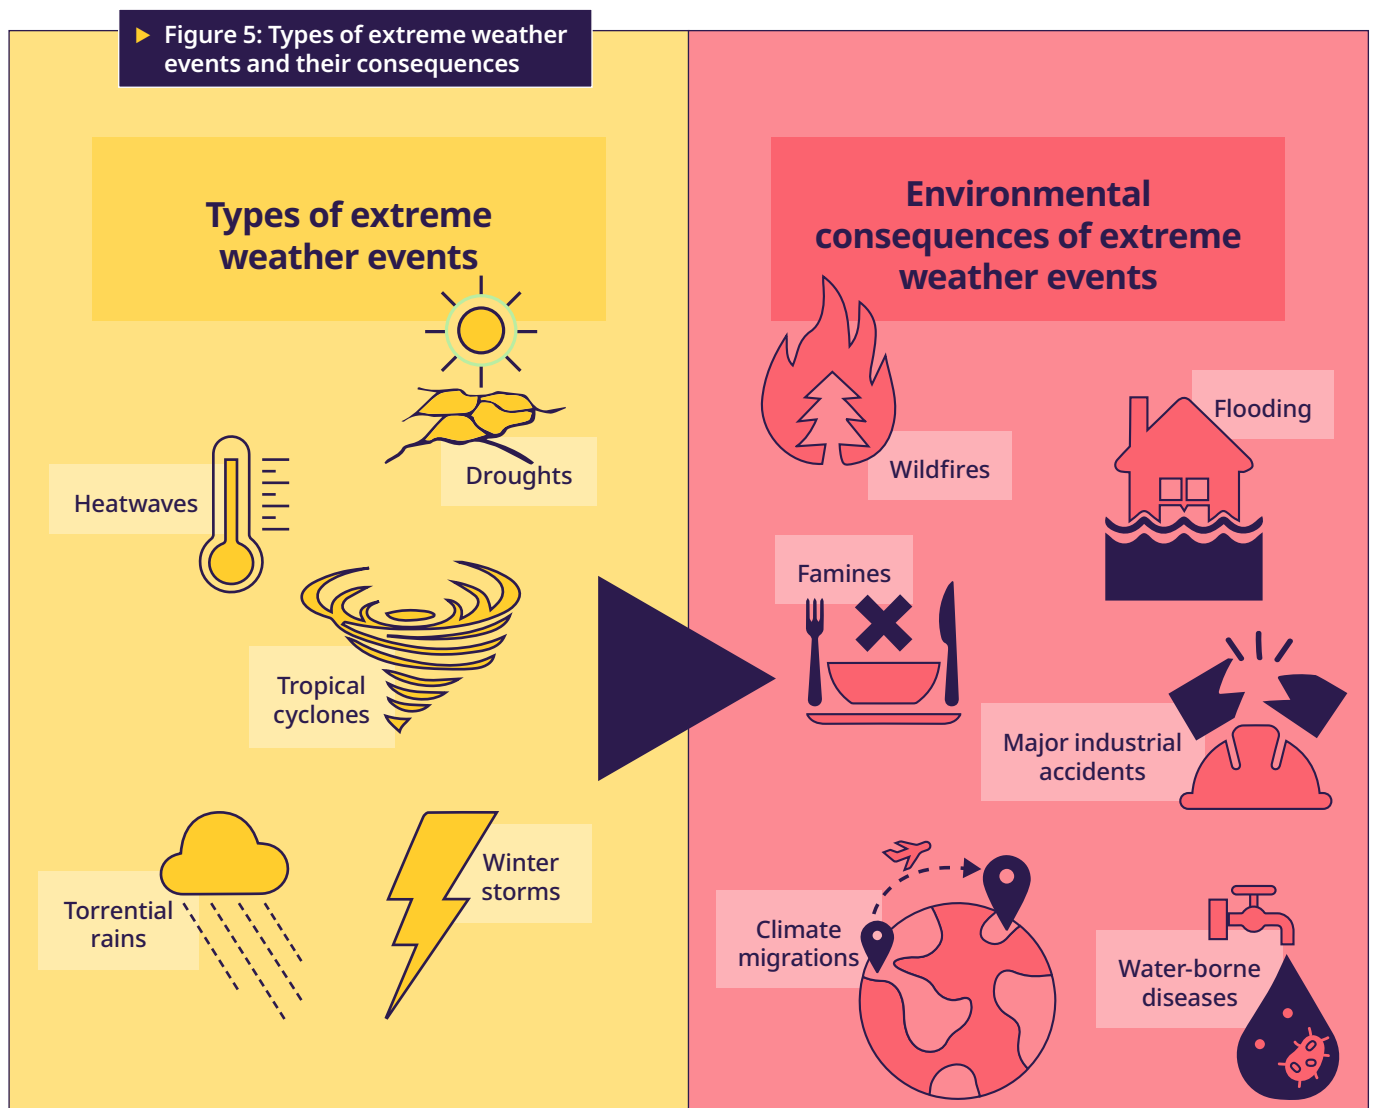 Figure 5: Types of extreme weather
events and their consequences
Types of extreme
weather events
Droughts
Heatwaves
Tropical
cyclones
Winter
storms
Torrential
rains
Environmental
consequences of extreme
weather events
Flooding
Wildfires
Famines
Major industrial
accidents
Climate
migrations
Water-borne
diseases